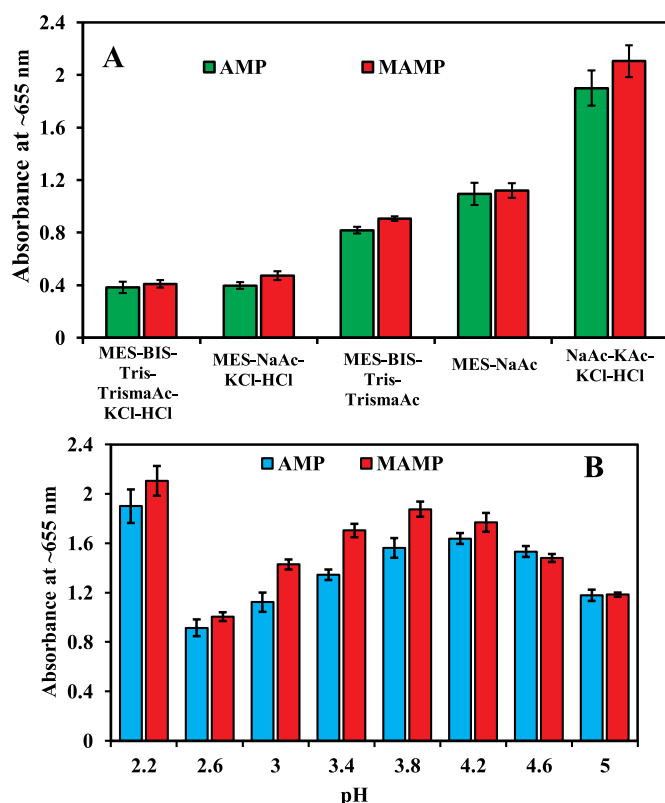 A
AMP MAMP
Absorbance at ~655 nm
2.4
2
1.6
1.2
0.8
0.4
0
MES-BIS-
Tris-
TrismaAc-
KCl-HCl
MES-NaAc-
KCl-HCl
MES-BIS-
Tris-
TrismaAc
MES-NaAc
NaAc-KAc-
KCl-HCl
B
AMP MAMP
Absorbance at ~655 nm
2.4
2
1.6
1.2
0.8
0.4
0
2.2 2.6 3 3.4 3.8 4.2 4.6 5
pH